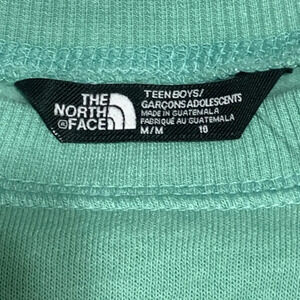 THE
NORTH
FACE
TEEN BOYS/
GARÇONS ADOLESCENTS
MADE IN GUATEMALA
FABRIQUÉ AU GUATEMALA
M/M 10